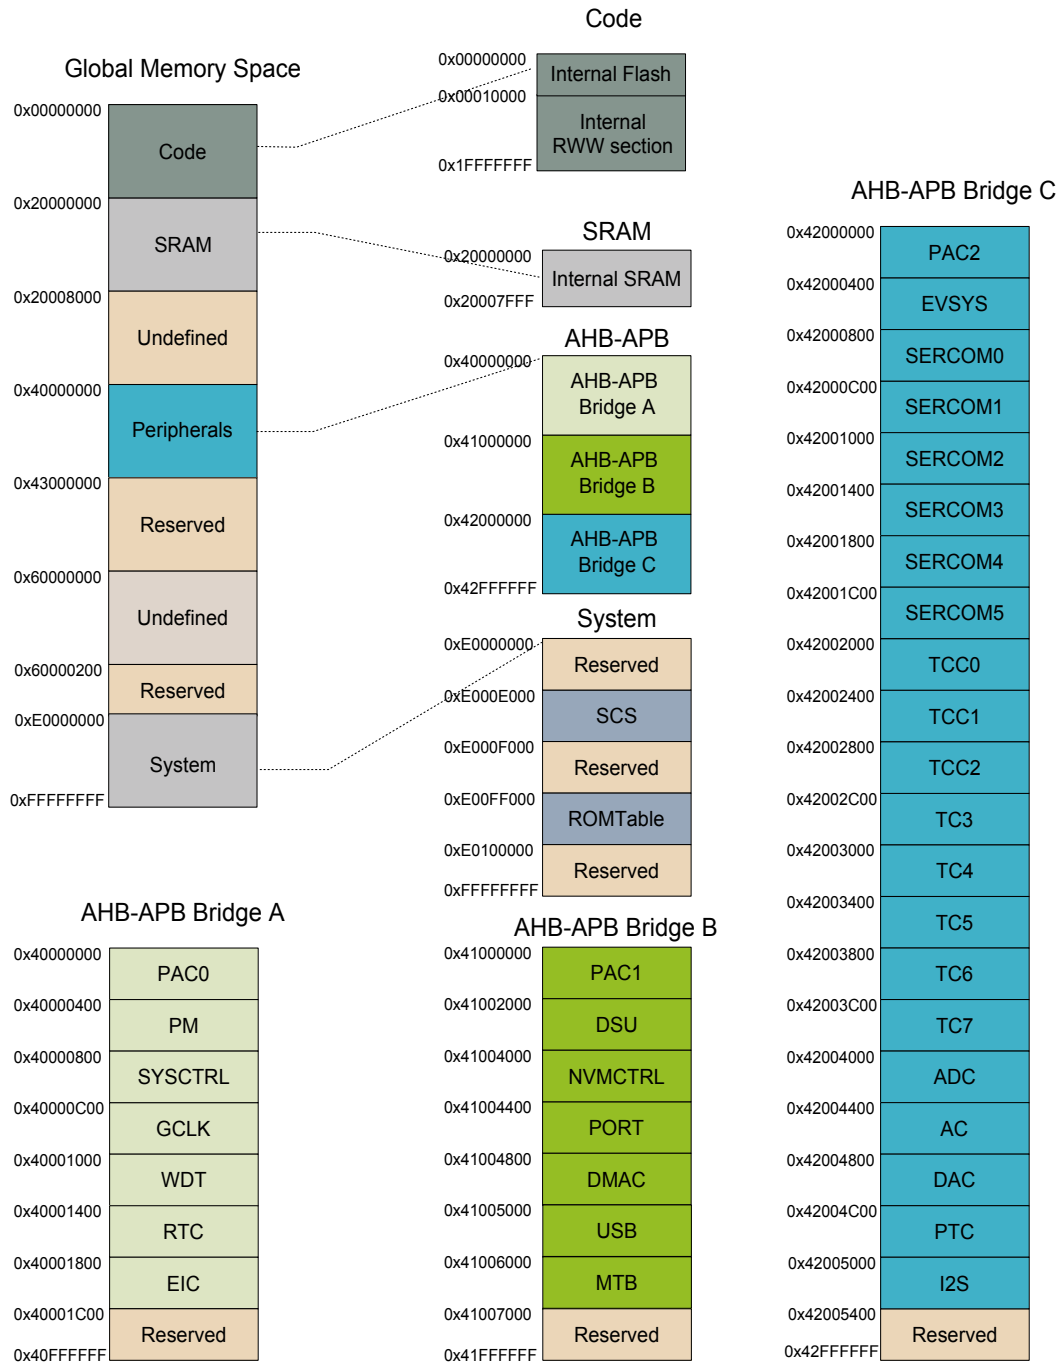 Global Memory Space
0x00000000
Code
0x20000000
SRAM
0x20008000
Undefined
0x40000000
Peripherals
0x43000000
Reserved
0x60000000
Undefined
0x60000200
Reserved
0xE0000000
System
0xFFFFFFFF
Code
0x00000000
Internal Flash
0x00010000
Internal
RWW section
0x1FFFFFFF
SRAM
0x20000000
Internal SRAM
0x20007FFF
AHB-APB
0x40000000
AHB-APB
Bridge A
0x41000000
AHB-APB
Bridge B
0x42000000
AHB-APB
Bridge C
0x42FFFFFF
System
0xE0000000
Reserved
0xE000E000
SCS
0xE000F000
Reserved
0xE00FF000
ROMTable
0xE0100000
Reserved
0xFFFFFFFF
AHB-APB Bridge A
0x40000000
PAC0
0x40000400
PM
0x40000800
SYSCTRL
0x40000C00
GCLK
0x40001000
WDT
0x40001400
RTC
0x40001800
EIC
0x40001C00
Reserved
0x40FFFFFF
AHB-APB Bridge B
0x41000000
PAC1
0x41002000
DSU
0x41004000
NVMCTRL
0x41004400
PORT
0x41004800
DMAC
0x41005000
USB
0x41006000
MTB
0x41007000
Reserved
0x41FFFFFF
AHB-APB Bridge C
0x42000000
PAC2
0x42000400
EVSYS
0x42000800
SERCOM0
0x42000C00
SERCOM1
0x42001000
SERCOM2
0x42001400
SERCOM3
0x42001800
SERCOM4
0x42001C00
SERCOM5
0x42002000
TCC0
0x42002400
TCC1
0x42002800
TCC2
0x42002C00
TC3
0x42003000
TC4
0x42003400
TC5
0x42003800
TC6
0x42003C00
TC7
0x42004000
ADC
0x42004400
AC
0x42004800
DAC
0x42004C00
PTC
0x42005000
I2S
0x42005400
Reserved
0x42FFFFFF